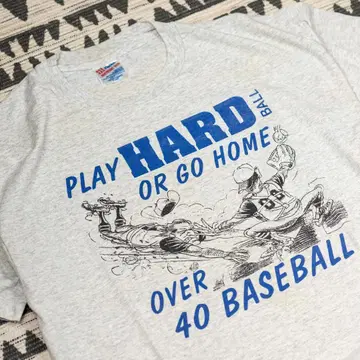 PLAY HARD BALL
OR GO HOME
OVER
40 BASEBALL